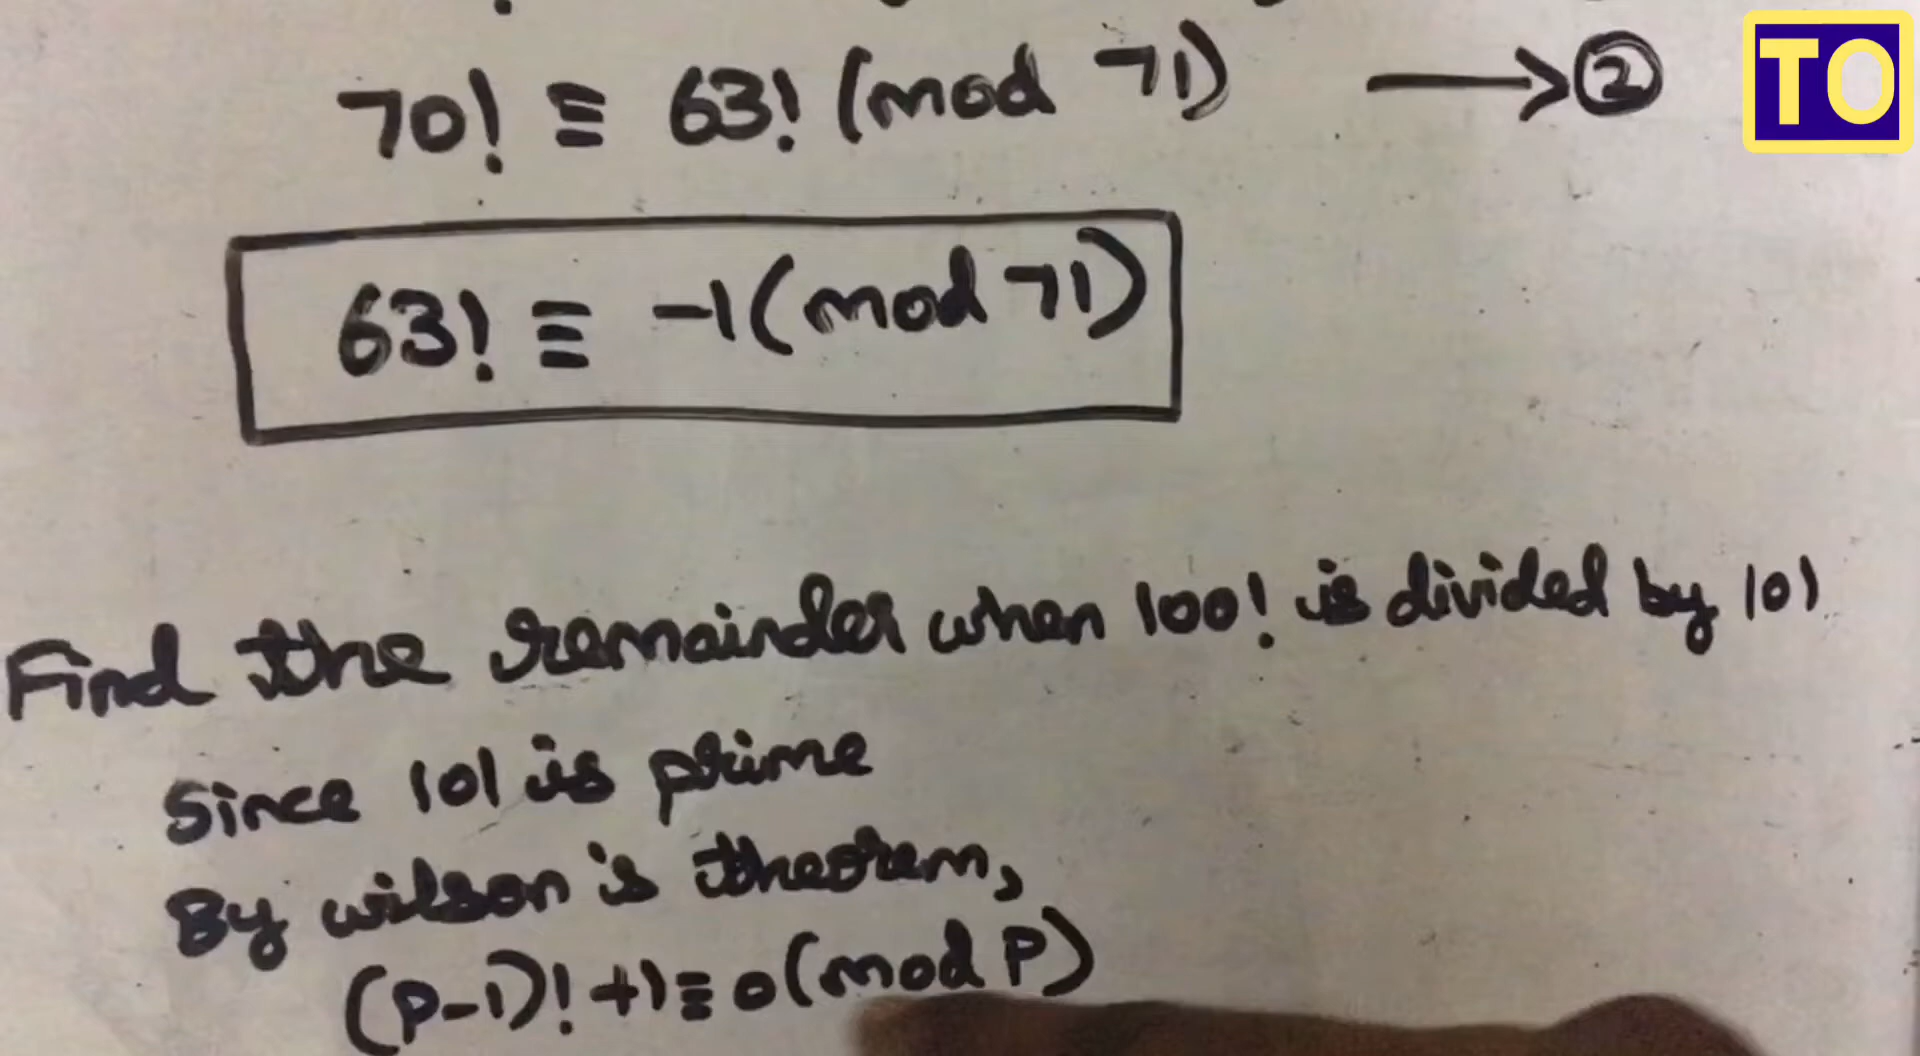 TO
70! ≡ 63! (mod 71) ⟶ ②
63! ≡ -1 (mod 71)
Find the remainder when 100! is divided by 101
Since 101 is prime
By wilson's theorem,
(P-1)! +1 ≡ 0 (mod P)